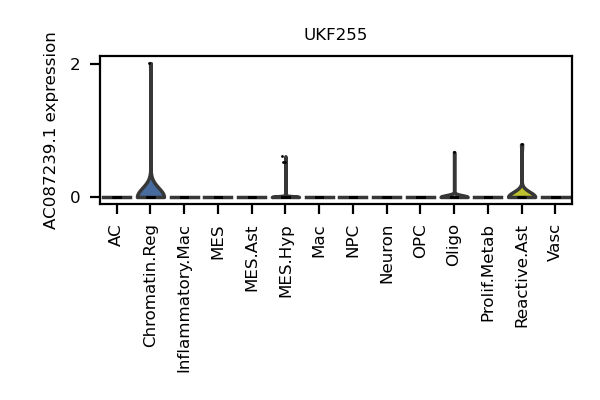 UKF255
AC087239.1 expression
2
0
AC
Chromatin.Reg
Inflammatory.Mac
MES
MES.Ast
MES.Hyp
Mac
NPC
Neuron
OPC
Oligo
Prolif.Metab
Reactive.Ast
Vasc